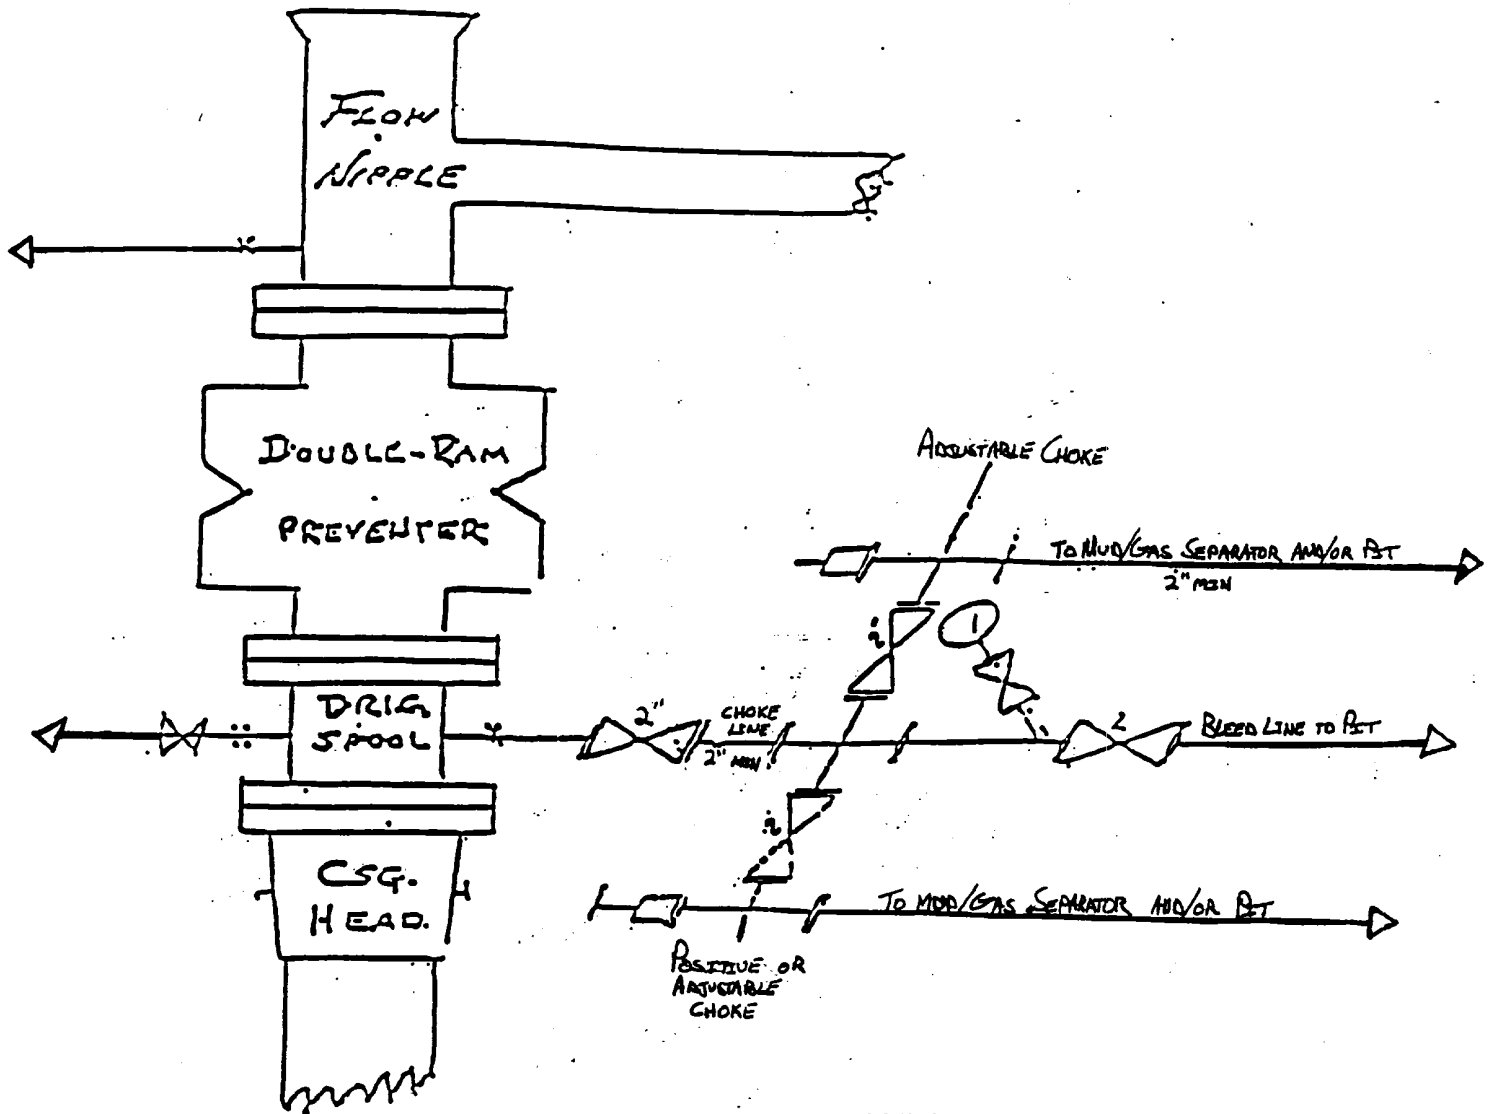 FLOW
NIPPLE
DOUBLE-RAM
PREVENTER
ADJUSTABLE CHOKE
TO MUD/GAS SEPARATOR AND/OR PIT
2" MIN
1
DRLG
SPOOL
2"
CHOKE
LINE
2" MIN
2
BLEED LINE TO PIT
CSG.
HEAD.
TO MUD/GAS SEPARATOR AND/OR PIT
POSITIVE OR
ADJUSTABLE
CHOKE